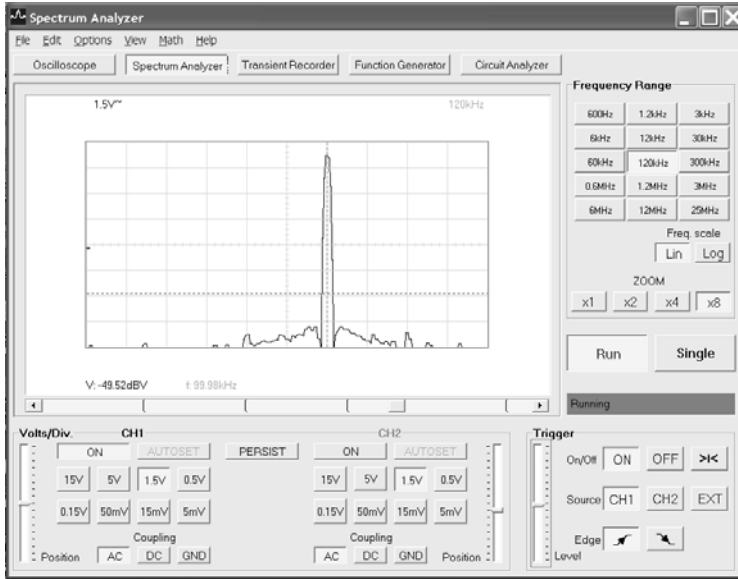 Spectrum Analyzer
File Edit Options View Math Help
Oscilloscope Spectrum Analyzer Transient Recorder Function Generator Circuit Analyzer
1.5V~ 120kHz
V: -49.52dBV f: 99.98kHz
Frequency Range
600Hz 1.2kHz 3kHz
6kHz 12kHz 30kHz
60kHz 120kHz 300kHz
0.6MHz 1.2MHz 3MHz
6MHz 12MHz 25MHz
Freq. scale
Lin Log
ZOOM
x1 x2 x4 x8
Run Single
Running
Volts/Div. CH1 CH2
ON AUTOSET PERSIST ON AUTOSET
15V 5V 1.5V 0.5V 15V 5V 1.5V 0.5V
0.15V 50mV 15mV 5mV 0.15V 50mV 15mV 5mV
Coupling Coupling
Position AC DC GND AC DC GND Position
Trigger
On/Off ON OFF >I<
Source CH1 CH2 EXT
Edge
Level